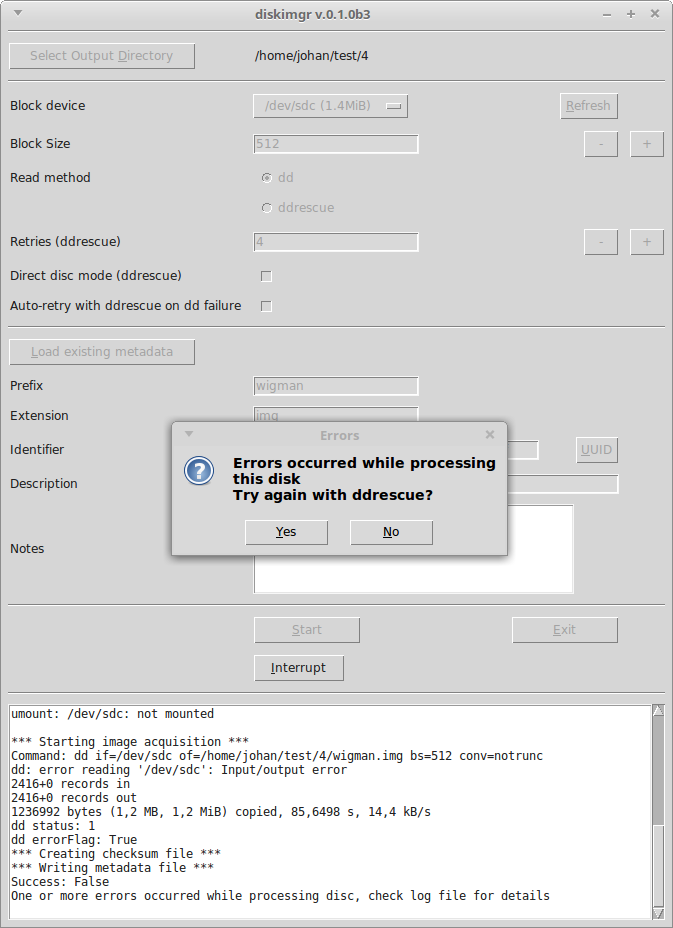 diskimgr v.0.1.0b3
Select Output Directory /home/johan/test/4
Block device /dev/sdc (1.4MiB) Refresh
Block Size 512 - +
Read method dd
ddrescue
Retries (ddrescue) 4 - +
Direct disc mode (ddrescue)
Auto-retry with ddrescue on dd failure
Load existing metadata
Prefix wigman
Extension img
Identifier UUID
Description
Notes
Errors
Errors occurred while processing
this disk
Try again with ddrescue?
Yes No
Start Exit
Interrupt
umount: /dev/sdc: not mounted
*** Starting image acquisition ***
Command: dd if=/dev/sdc of=/home/johan/test/4/wigman.img bs=512 conv=notrunc
dd: error reading '/dev/sdc': Input/output error
2416+0 records in
2416+0 records out
1236992 bytes (1,2 MB, 1,2 MiB) copied, 85,6498 s, 14,4 kB/s
dd status: 1
dd errorFlag: True
*** Creating checksum file ***
*** Writing metadata file ***
Success: False
One or more errors occurred while processing disc, check log file for details